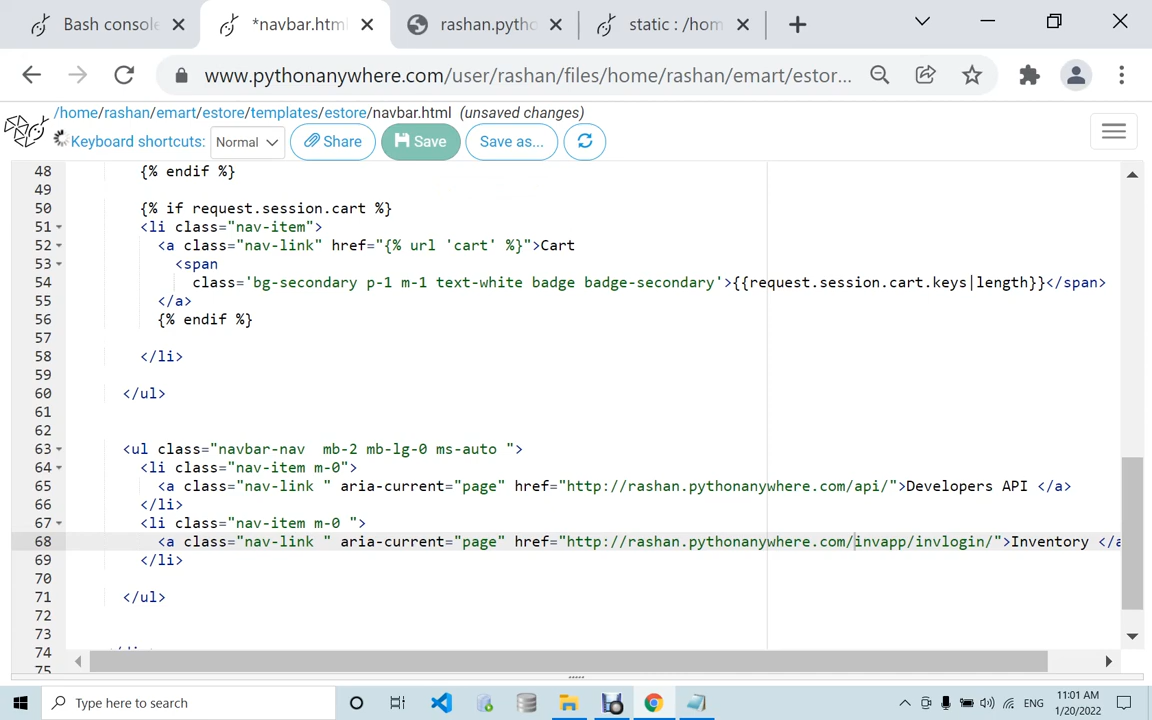 Bash console
*navbar.html
rashan.pytho
static : /hom
www.pythonanywhere.com/user/rashan/files/home/rashan/emart/estor...
/home/rashan/emart/estore/templates/estore/navbar.html (unsaved changes)
Keyboard shortcuts: Normal Share Save Save as...
48 {% endif %}
49
50 {% if request.session.cart %}
51 <li class="nav-item">
52 <a class="nav-link" href="{% url 'cart' %}">Cart
53 <span
54 class='bg-secondary p-1 m-1 text-white badge badge-secondary'>{{request.session.cart.keys|length}}</span>
55 </a>
56 {% endif %}
57
58 </li>
59
60 </ul>
61
62
63 <ul class="navbar-nav  mb-2 mb-lg-0 ms-auto ">
64 <li class="nav-item m-0">
65 <a class="nav-link " aria-current="page" href="http://rashan.pythonanywhere.com/api/">Developers API </a>
66 </li>
67 <li class="nav-item m-0 ">
68 <a class="nav-link " aria-current="page" href="http://rashan.pythonanywhere.com/invapp/invlogin/">Inventory </a
69 </li>
70
71 </ul>
72
73
74
75
Type here to search
ENG
11:01 AM
1/20/2022